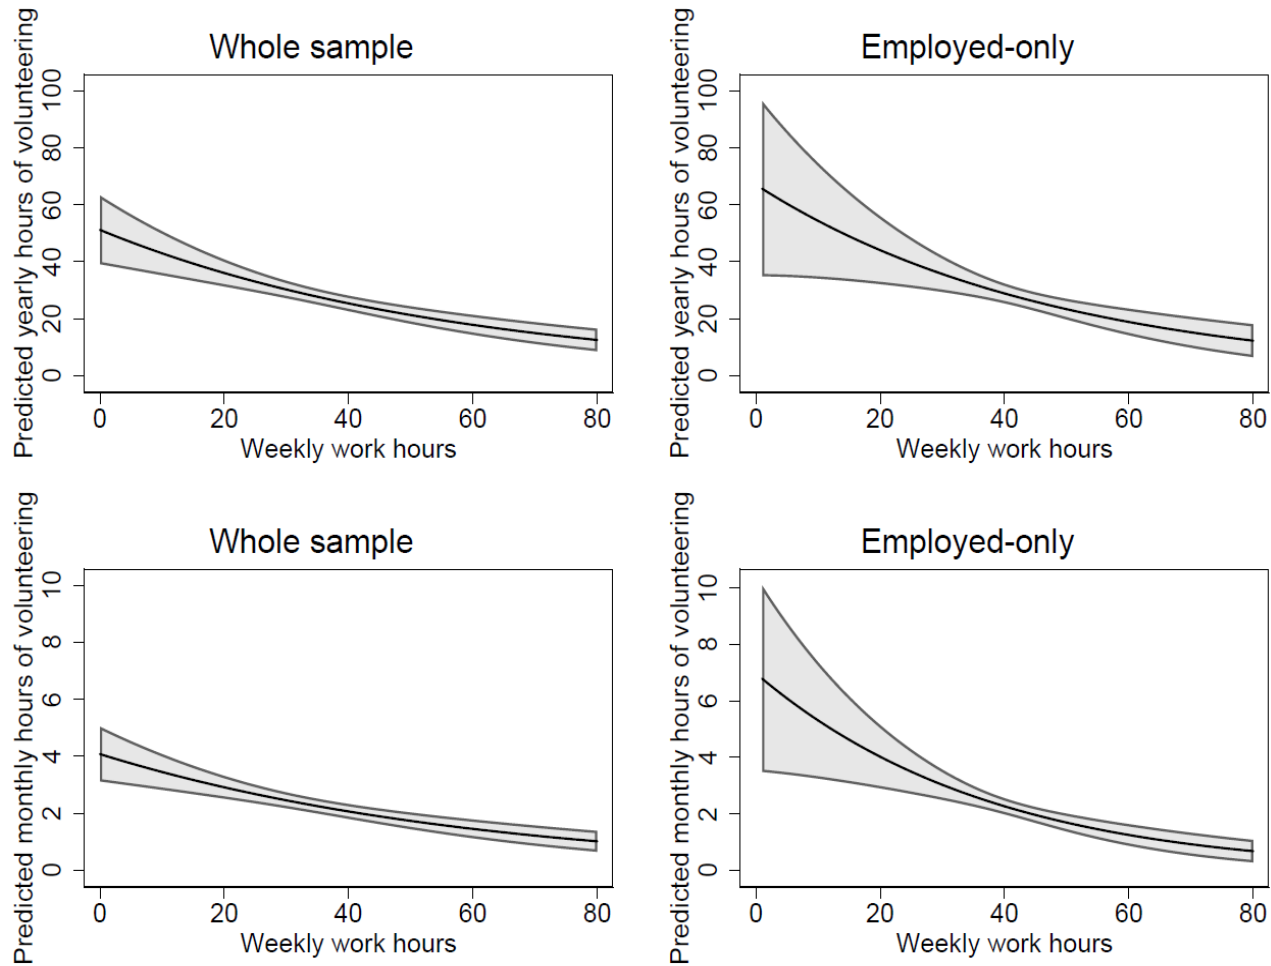 Whole sample
Predicted yearly hours of volunteering
100
80
60
40
20
0
0 20 40 60 80
Weekly work hours
Employed-only
Predicted yearly hours of volunteering
100
80
60
40
20
0
0 20 40 60 80
Weekly work hours
Whole sample
Predicted monthly hours of volunteering
10
8
6
4
2
0
0 20 40 60 80
Weekly work hours
Employed-only
Predicted monthly hours of volunteering
10
8
6
4
2
0
0 20 40 60 80
Weekly work hours